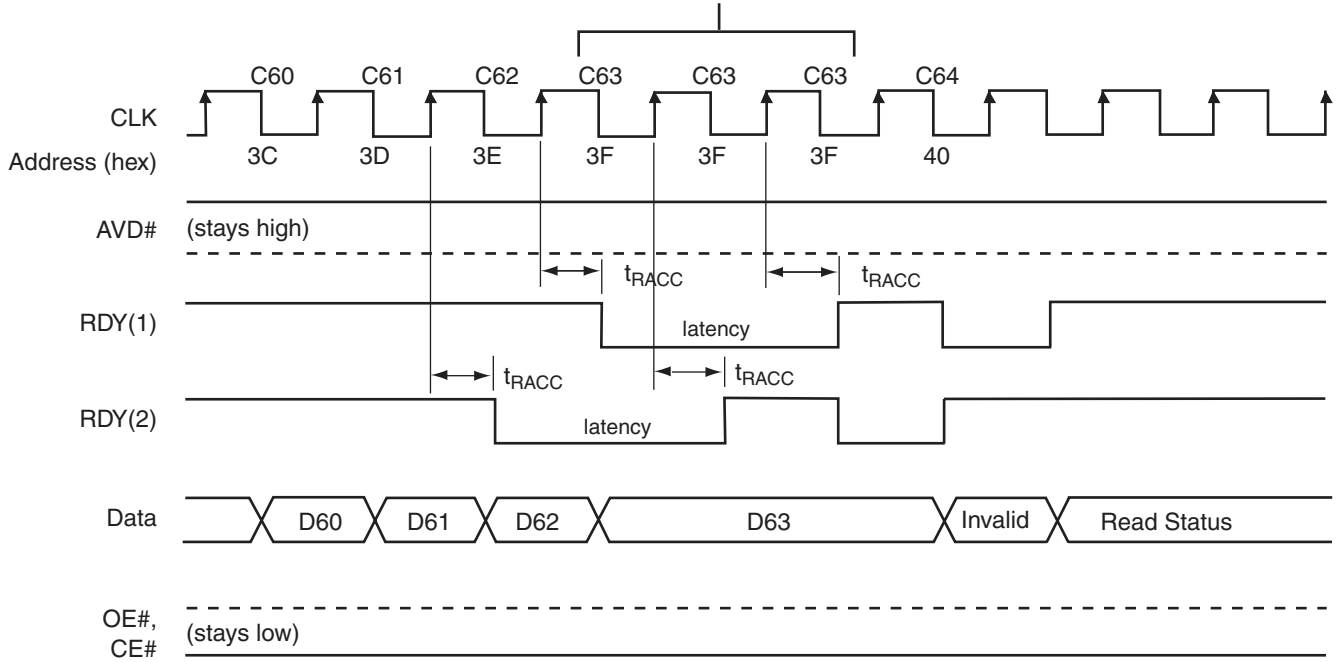 C60 C61 C62 C63 C63 C63 C64
CLK
Address (hex) 3C 3D 3E 3F 3F 3F 40
AVD# (stays high)
tRACC tRACC
RDY(1) latency
tRACC tRACC
RDY(2) latency
Data D60 D61 D62 D63 Invalid Read Status
OE#,
CE# (stays low)